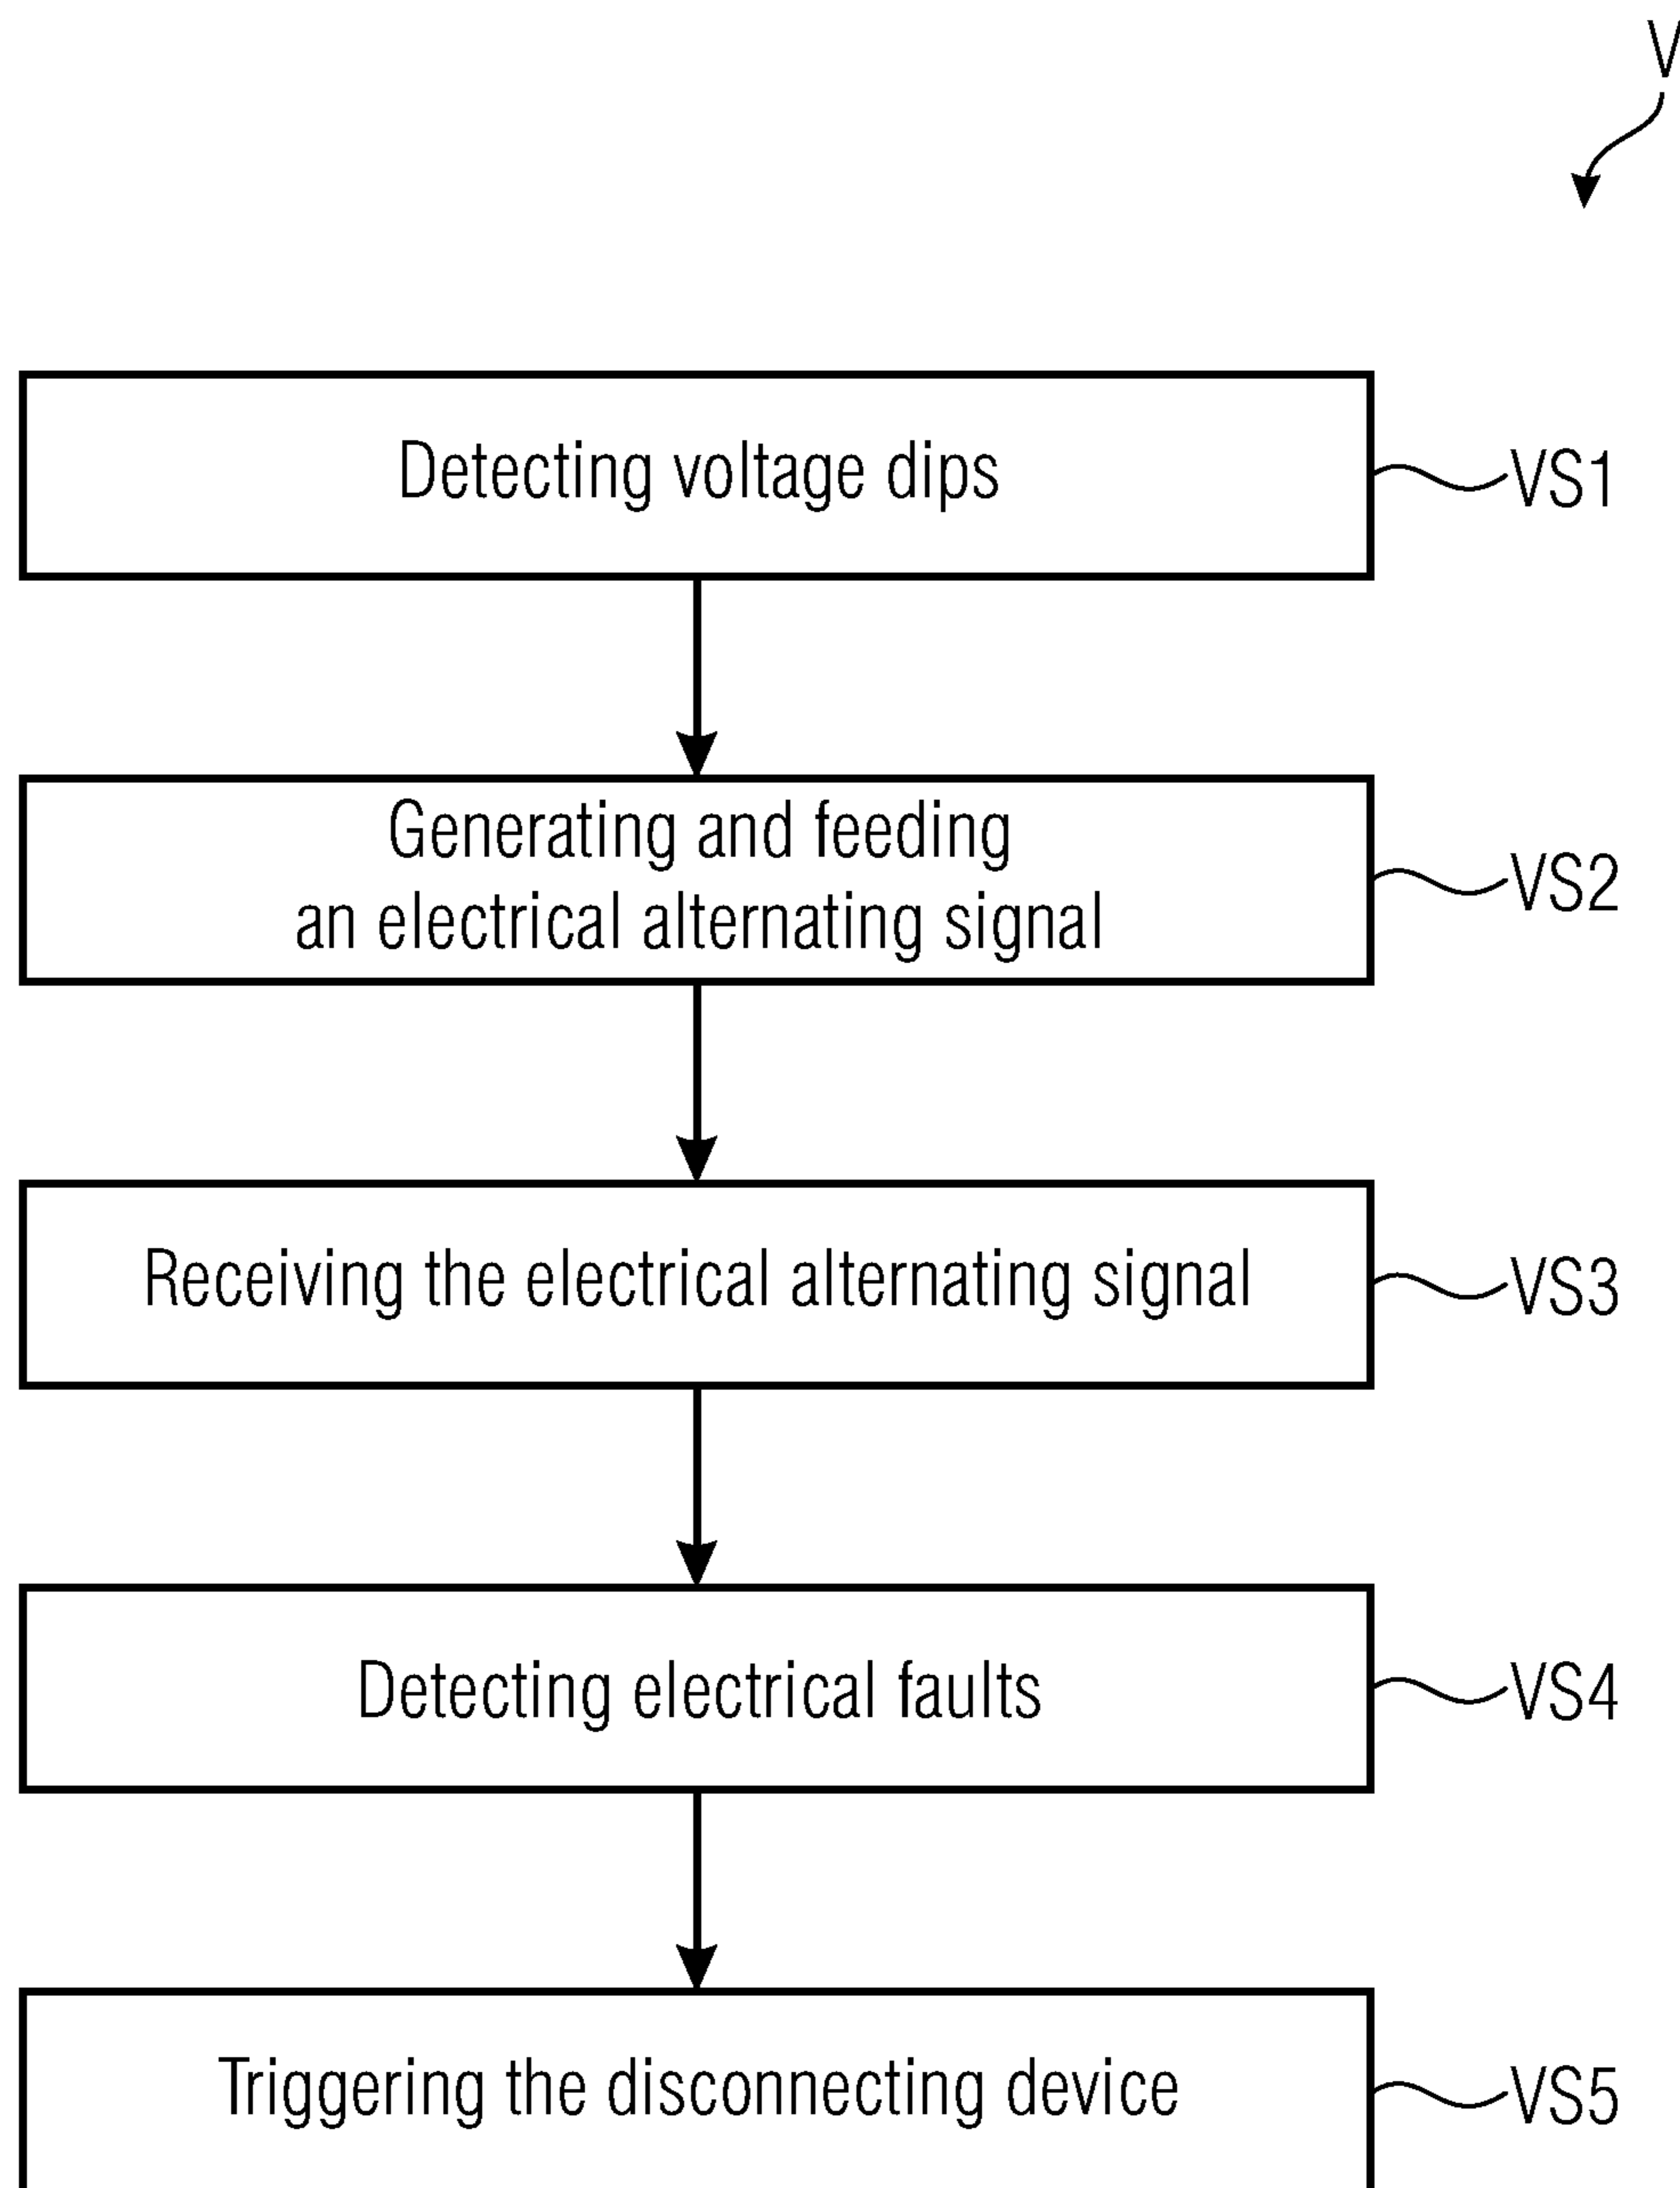 V
Detecting voltage dips
VS1
Generating and feeding
an electrical alternating signal
VS2
Receiving the electrical alternating signal
VS3
Detecting electrical faults
VS4
Triggering the disconnecting device
VS5